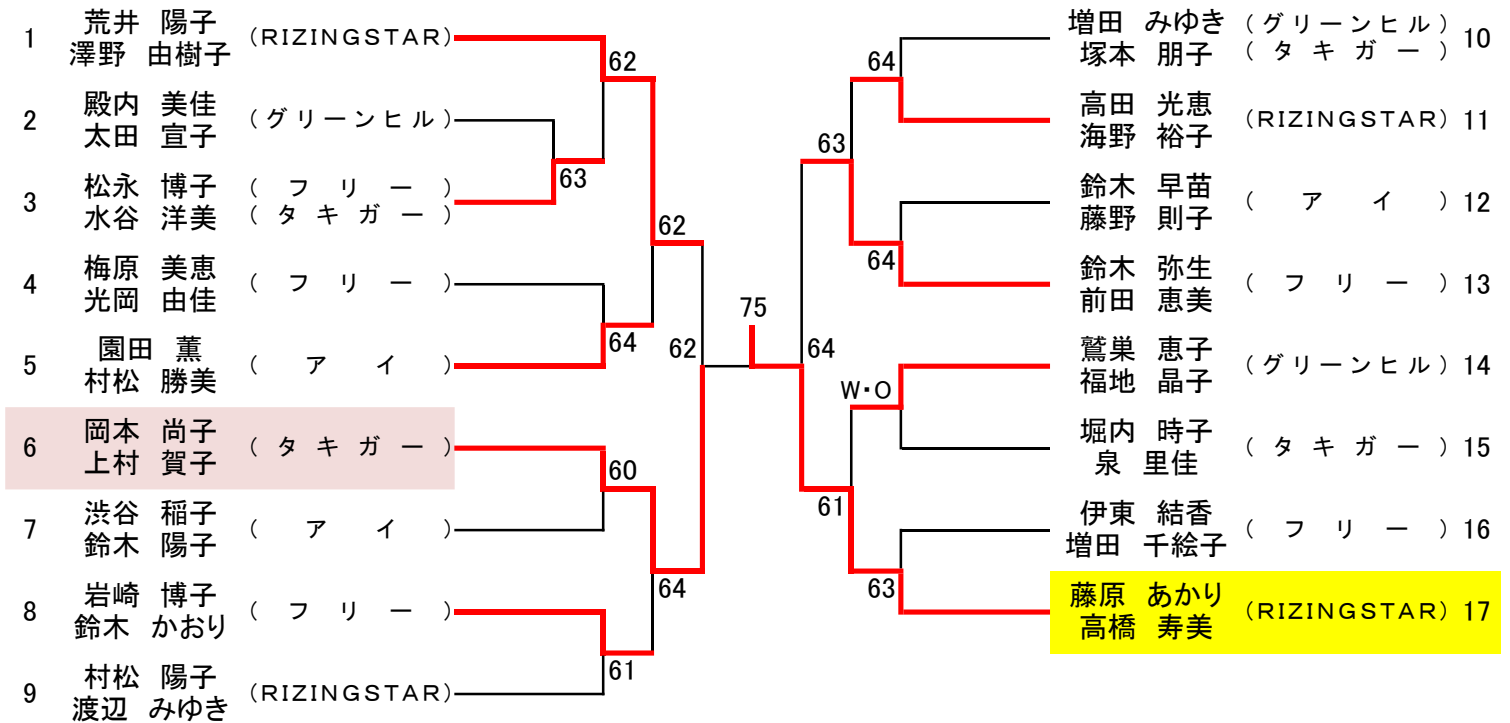 1 荒井 陽子 (RIZINGSTAR)
澤野 由樹子
62
2 殿内 美佳 (グリーンヒル)
太田 宣子
63
3 松永 博子 (フリー)
水谷 洋美 (タキガー)
62
4 梅原 美恵 (フリー)
光岡 由佳
64
5 園田 薫 (アイ)
村松 勝美
62
6 岡本 尚子 (タキガー)
上村 賀子
60
7 渋谷 稲子 (アイ)
鈴木 陽子
64
8 岩崎 博子 (フリー)
鈴木 かおり
61
9 村松 陽子 (RIZINGSTAR)
渡辺 みゆき
75
増田 みゆき (グリーンヒル) 10
塚本 朋子 (タキガー)
64
高田 光恵 (RIZINGSTAR) 11
海野 裕子
63
鈴木 早苗 (アイ) 12
藤野 則子
64
鈴木 弥生 (フリー) 13
前田 恵美
64
鷲巣 恵子 (グリーンヒル) 14
福地 晶子
W・O
堀内 時子 (タキガー) 15
泉 里佳
61
伊東 結香 (フリー) 16
増田 千絵子
63
藤原 あかり (RIZINGSTAR) 17
高橋 寿美